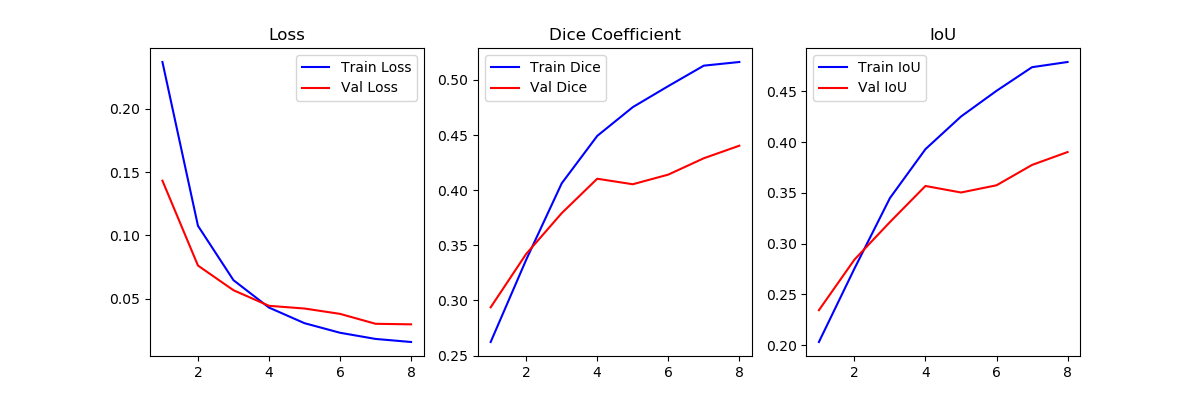 Loss
Train Loss
Val Loss
0.20
0.15
0.10
0.05
2 4 6 8
Dice Coefficient
Train Dice
Val Dice
0.50
0.45
0.40
0.35
0.30
0.25
2 4 6 8
IoU
Train IoU
Val IoU
0.45
0.40
0.35
0.30
0.25
0.20
2 4 6 8